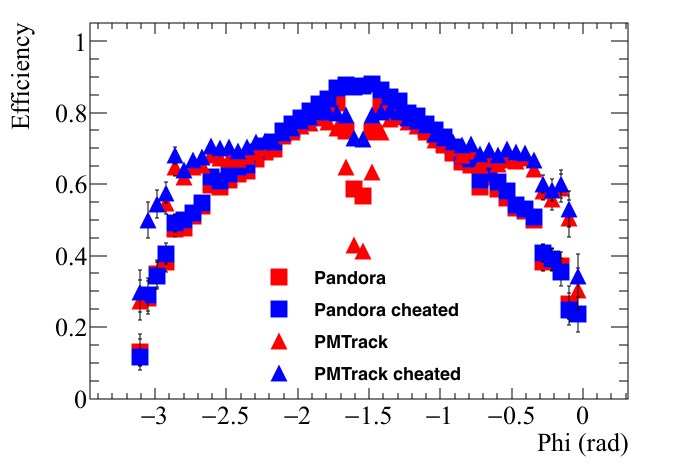 Efficiency
1
0.8
0.6
0.4
0.2
0
Pandora
Pandora cheated
PMTrack
PMTrack cheated
−3 −2.5 −2 −1.5 −1 −0.5 0
Phi (rad)